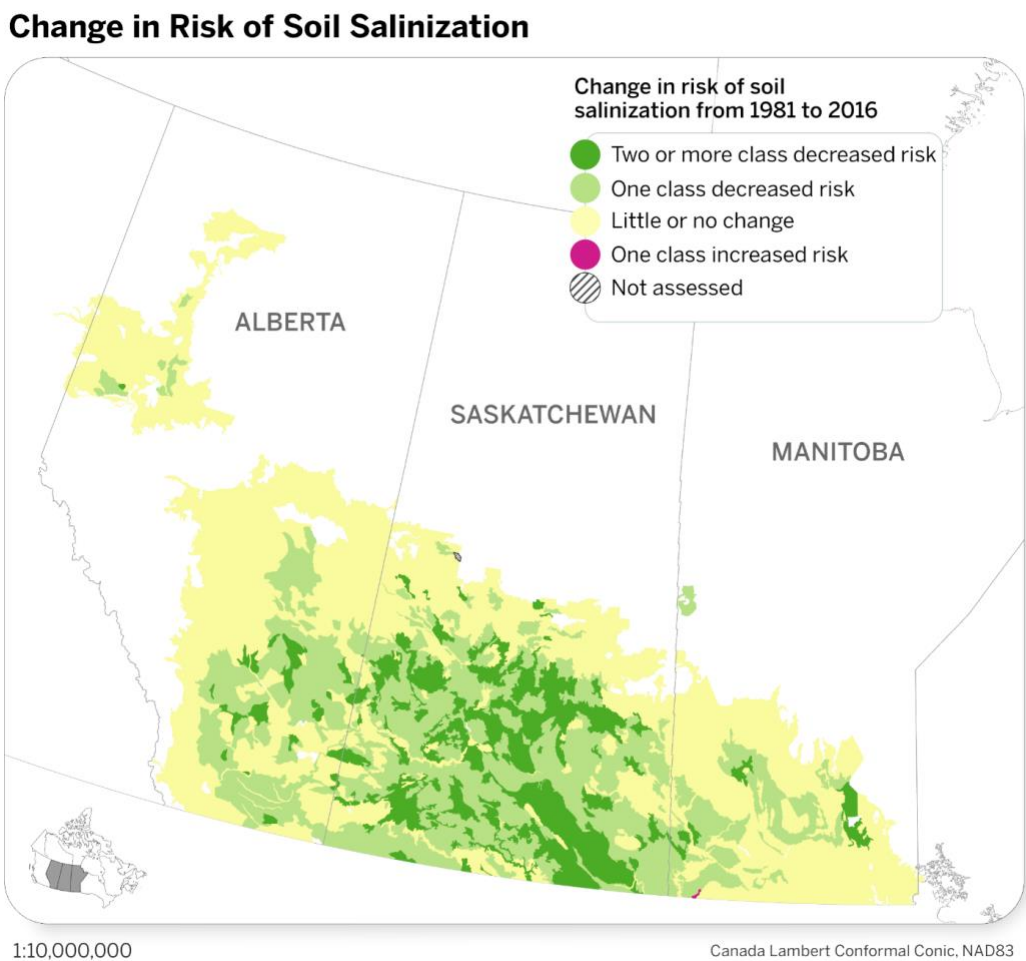 Change in Risk of Soil Salinization
Change in risk of soil
salinization from 1981 to 2016
Two or more class decreased risk
One class decreased risk
Little or no change
One class increased risk
Not assessed
ALBERTA
SASKATCHEWAN
MANITOBA
1:10,000,000
Canada Lambert Conformal Conic, NAD83